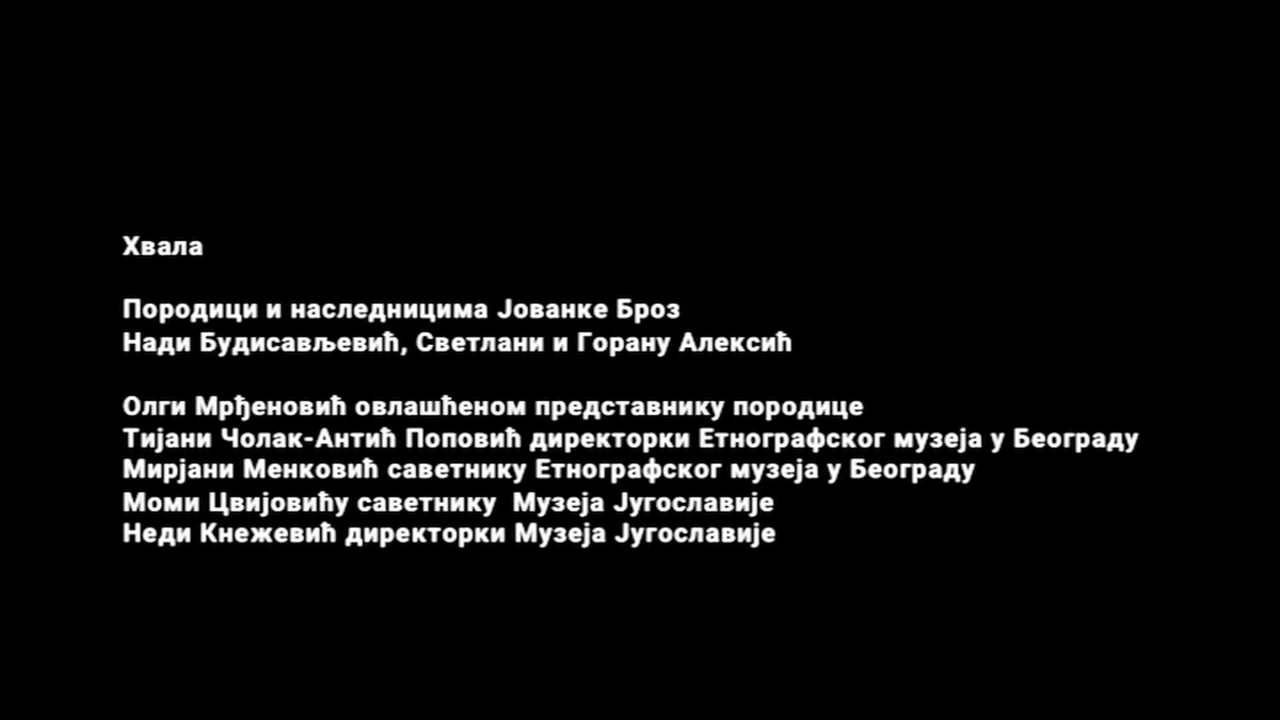 Хвала
Породици и наследницима Јованке Броз
Нади Будисављевић, Светлани и Горану Алексић
Олги Мрђеновић овлашћеном представнику породице
Тијани Чолак-Антић Поповић директорки Етнографског музеја у Београду
Мирјани Менковић саветнику Етнографског музеја у Београду
Моми Цвијовићу саветнику  Музеја Југославије
Неди Кнежевић директорки Музеја Југославије